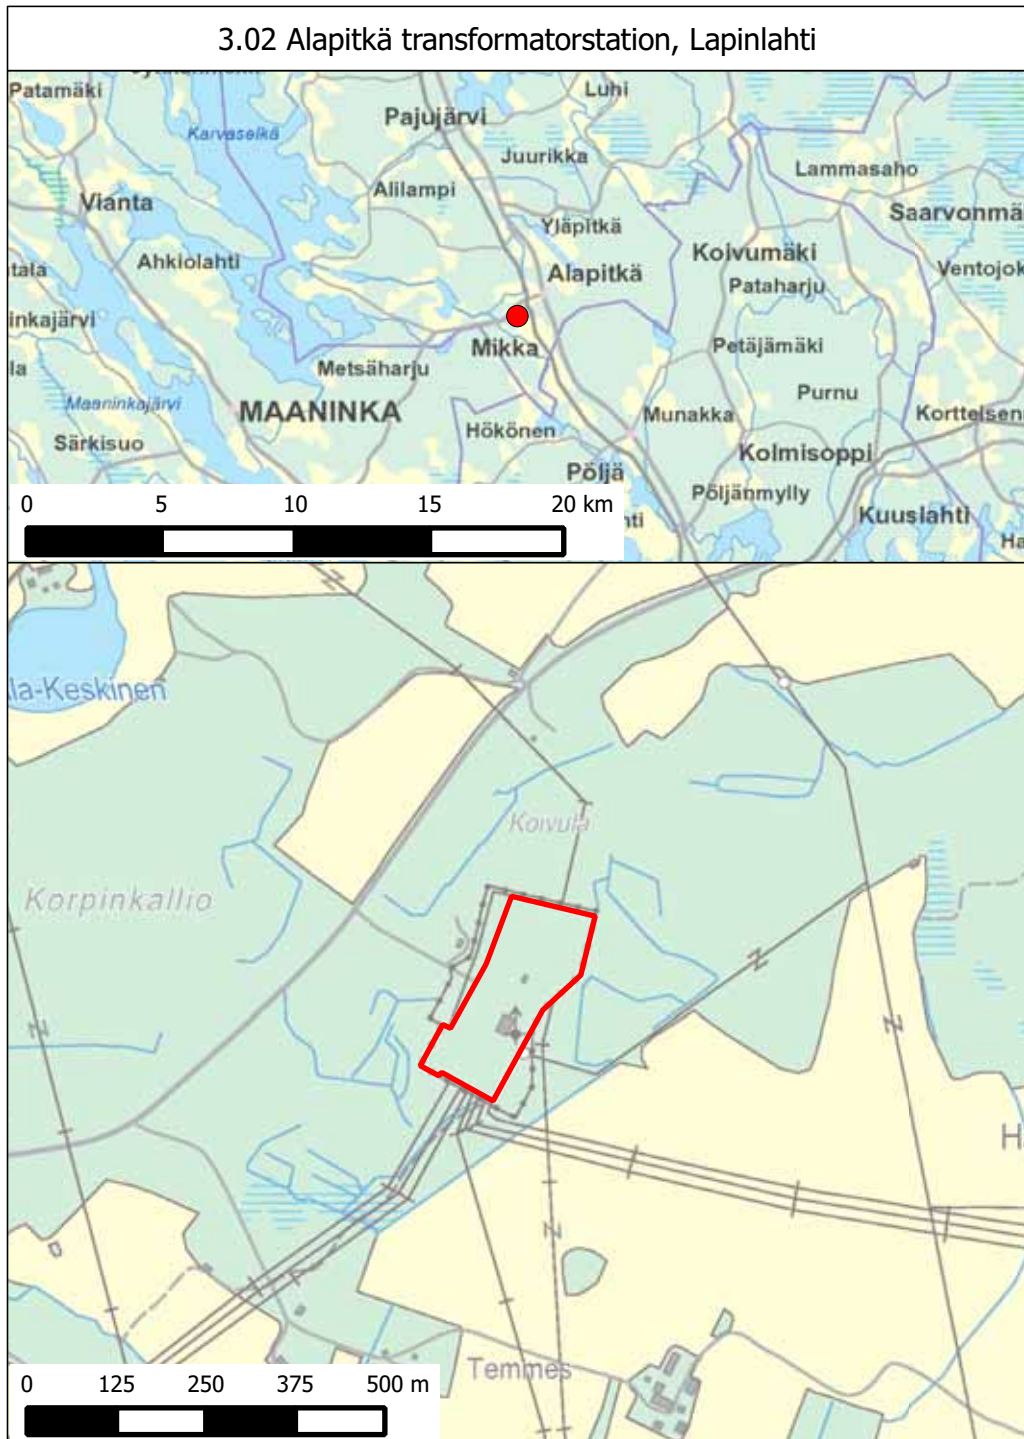 3.02 Alapitkä transformatorstation, Lapinlahti
Patamäki
Luhi
Karvaselkä
Pajujärvi
Juurikka
Lammasaho
Alilampi
Vianta
Yläpitkä
Saarvonmä
Koivumäki
Ahkiolahti
Alapitkä
tala
Ventojok
Pataharju
inkajärvi
Mikka
Petäjämäki
la
Metsäharju
Purnu
Maaninkajärvi
MAANINKA
Munakka
Korttelsen
Särkisuo
Hökönen
Kolmisoppi
Pöljä
Pöljänmylly
0 5 10 15 20 km
hti
Kuuslahti
Ha
la-Keskinen
Koivula
Korpinkallio
H
Temmes
0 125 250 375 500 m